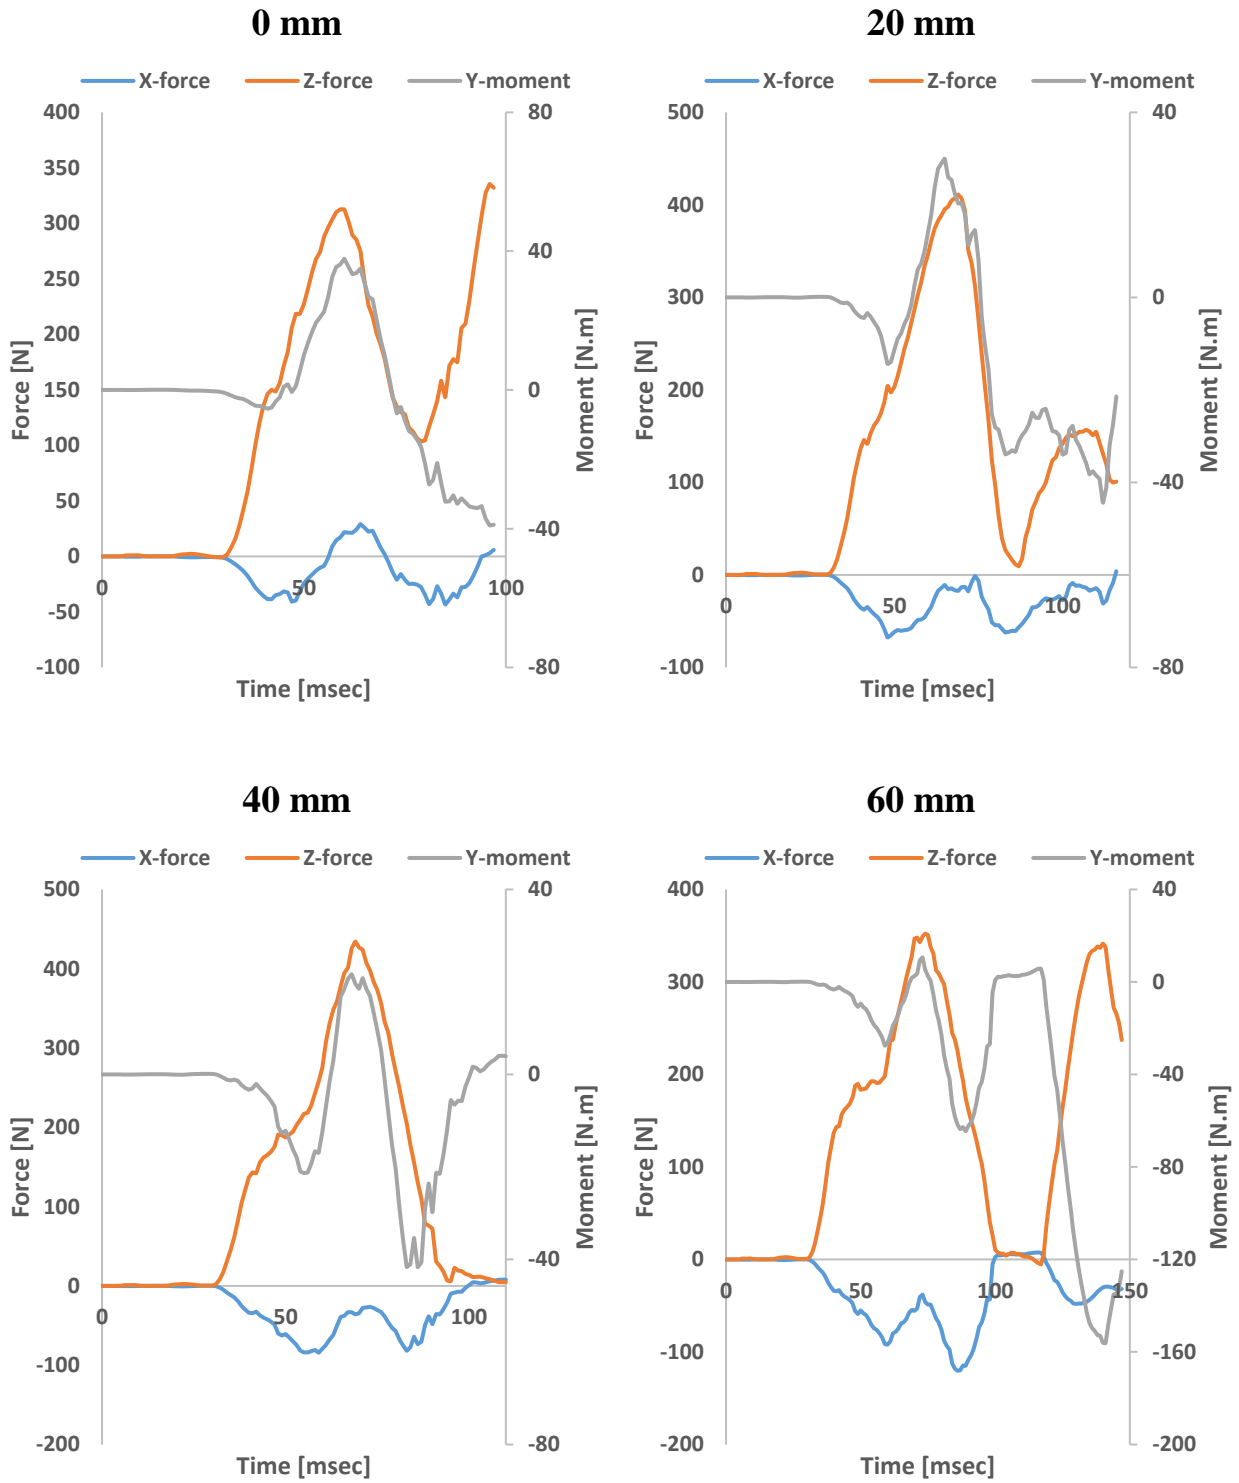 0 mm
X-force Z-force Y-moment
400
350
300
250
200
150
100
50
0
-50
-100
80
40
0
-40
-80
0 50 100
Force [N]
Moment [N.m]
Time [msec]
20 mm
X-force Z-force Y-moment
500
400
300
200
100
0
-100
40
0
-40
-80
0 50 100
Force [N]
Moment [N.m]
Time [msec]
40 mm
X-force Z-force Y-moment
500
400
300
200
100
0
-100
-200
40
0
-40
-80
0 50 100
Force [N]
Moment [N.m]
Time [msec]
60 mm
X-force Z-force Y-moment
400
300
200
100
0
-100
-200
40
0
-40
-80
-120
-160
-200
0 50 100 150
Force [N]
Moment [N.m]
Time [msec]